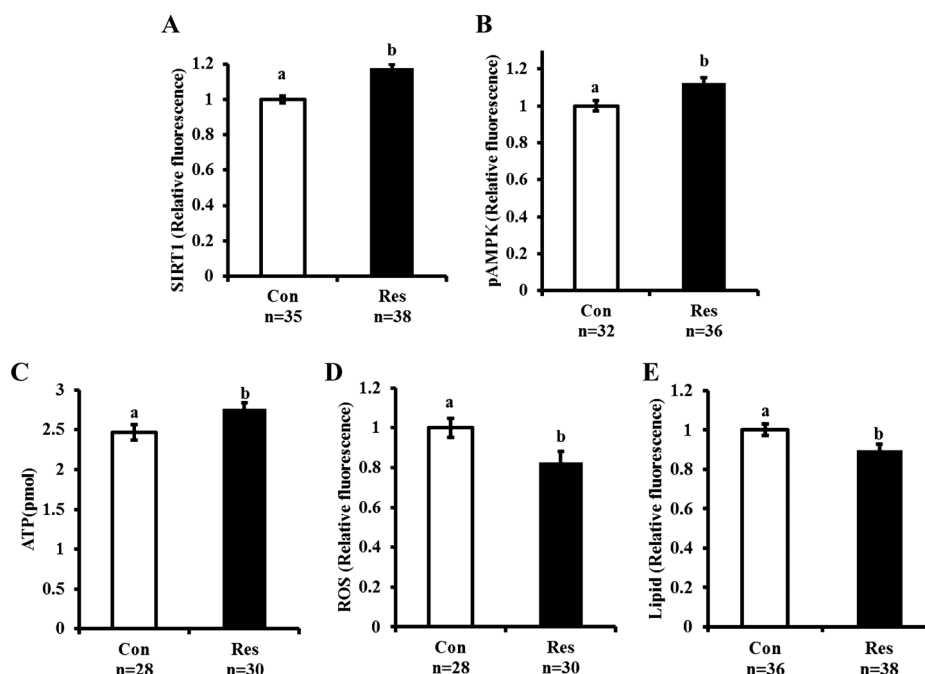 A
SIRT1 (Relative fluorescence)
1.2
1
0.8
0.6
0.4
0.2
0
a
b
Con
n=35
Res
n=38
B
pAMPK (Relative fluorescence)
1.2
1
0.8
0.6
0.4
0.2
0
a
b
Con
n=32
Res
n=36
C
ATP(pmol)
3
2.5
2
1.5
1
0.5
0
a
b
Con
n=28
Res
n=30
D
ROS (Relative fluorescence)
1.2
1
0.8
0.6
0.4
0.2
0
a
b
Con
n=28
Res
n=30
E
Lipid (Relative fluorescence)
1.2
1
0.8
0.6
0.4
0.2
0
a
b
Con
n=36
Res
n=38